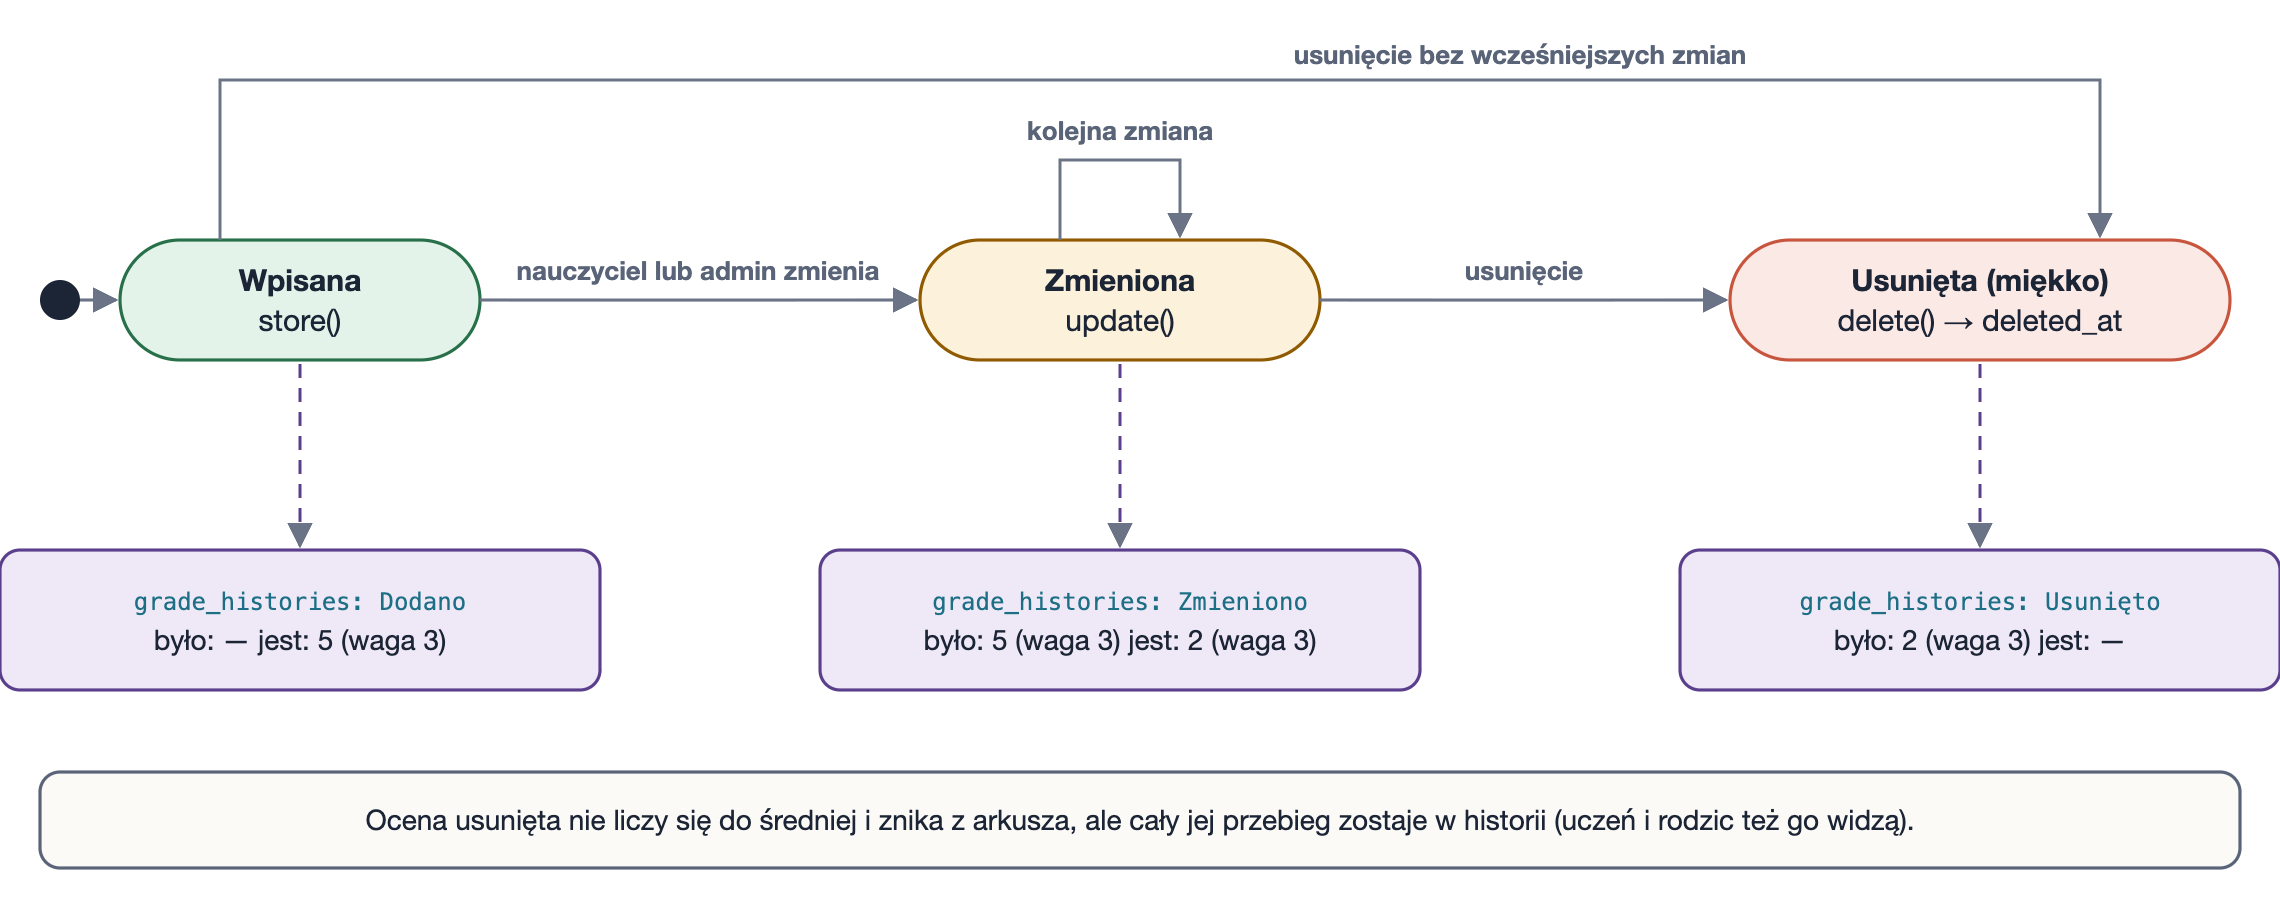 usunięcie bez wcześniejszych zmian
kolejna zmiana
Wpisana
store()
nauczyciel lub admin zmienia
Zmieniona
update()
usunięcie
Usunięta (miękko)
delete() → deleted_at
grade_histories: Dodano
było: — jest: 5 (waga 3)
grade_histories: Zmieniono
było: 5 (waga 3) jest: 2 (waga 3)
grade_histories: Usunięto
było: 2 (waga 3) jest: —
Ocena usunięta nie liczy się do średniej i znika z arkusza, ale cały jej przebieg zostaje w historii (uczeń i rodzic też go widzą).